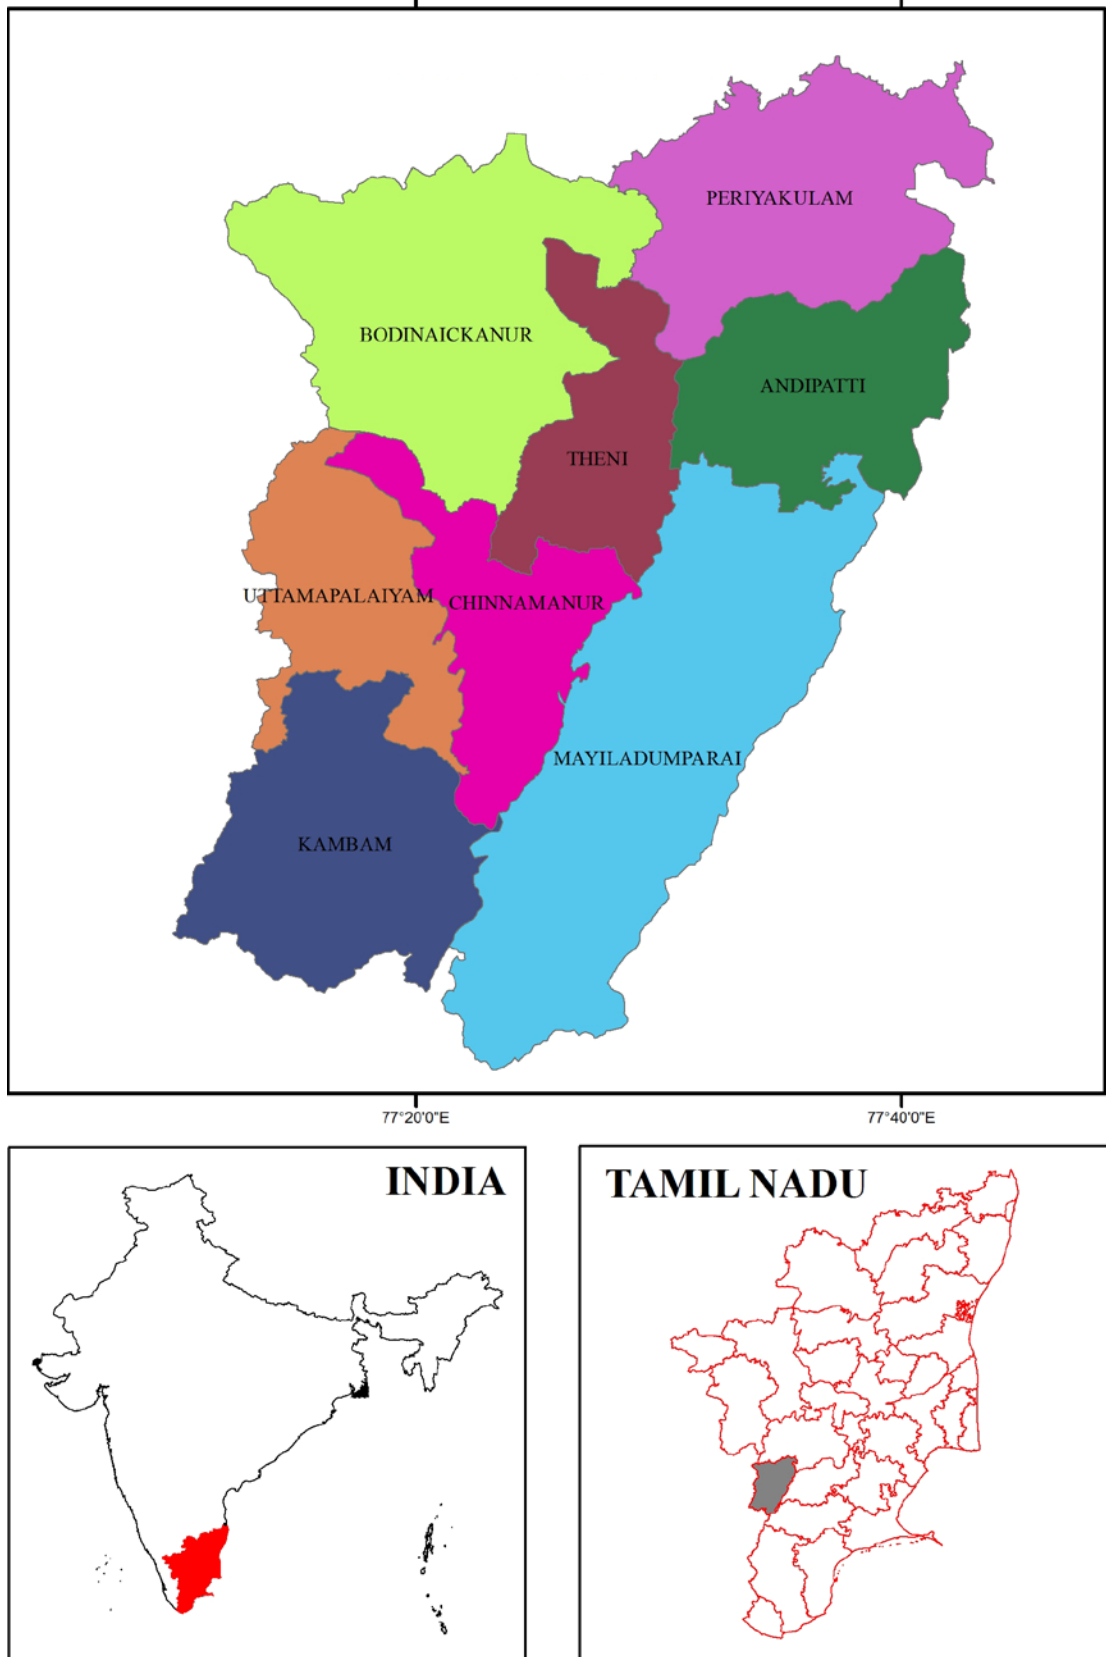 PERIYAKULAM
BODINAICKANUR
ANDIPATTI
THENI
UTTAMAPALAIYAM
CHINNAMANUR
MAYILADUMPARAI
KAMBAM
77°20'0"E
77°40'0"E
INDIA
TAMIL NADU